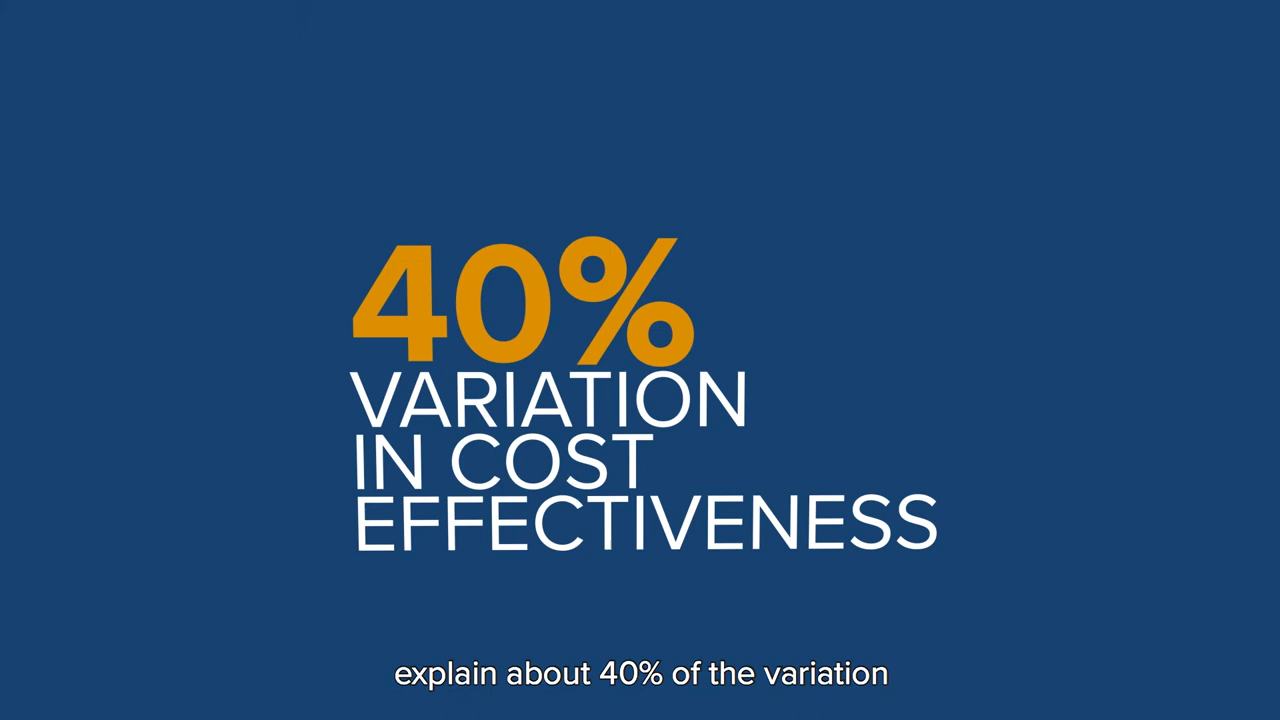 40%
VARIATION
IN COST
EFFECTIVENESS
explain about 40% of the variation